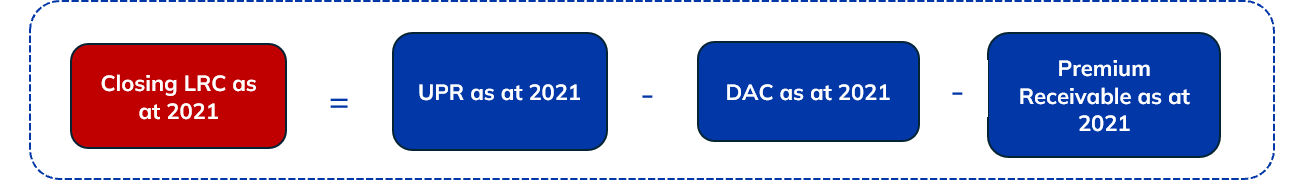 Closing LRC as
at 2021
=
UPR as at 2021
-
DAC as at 2021
-
Premium
Receivable as at
2021